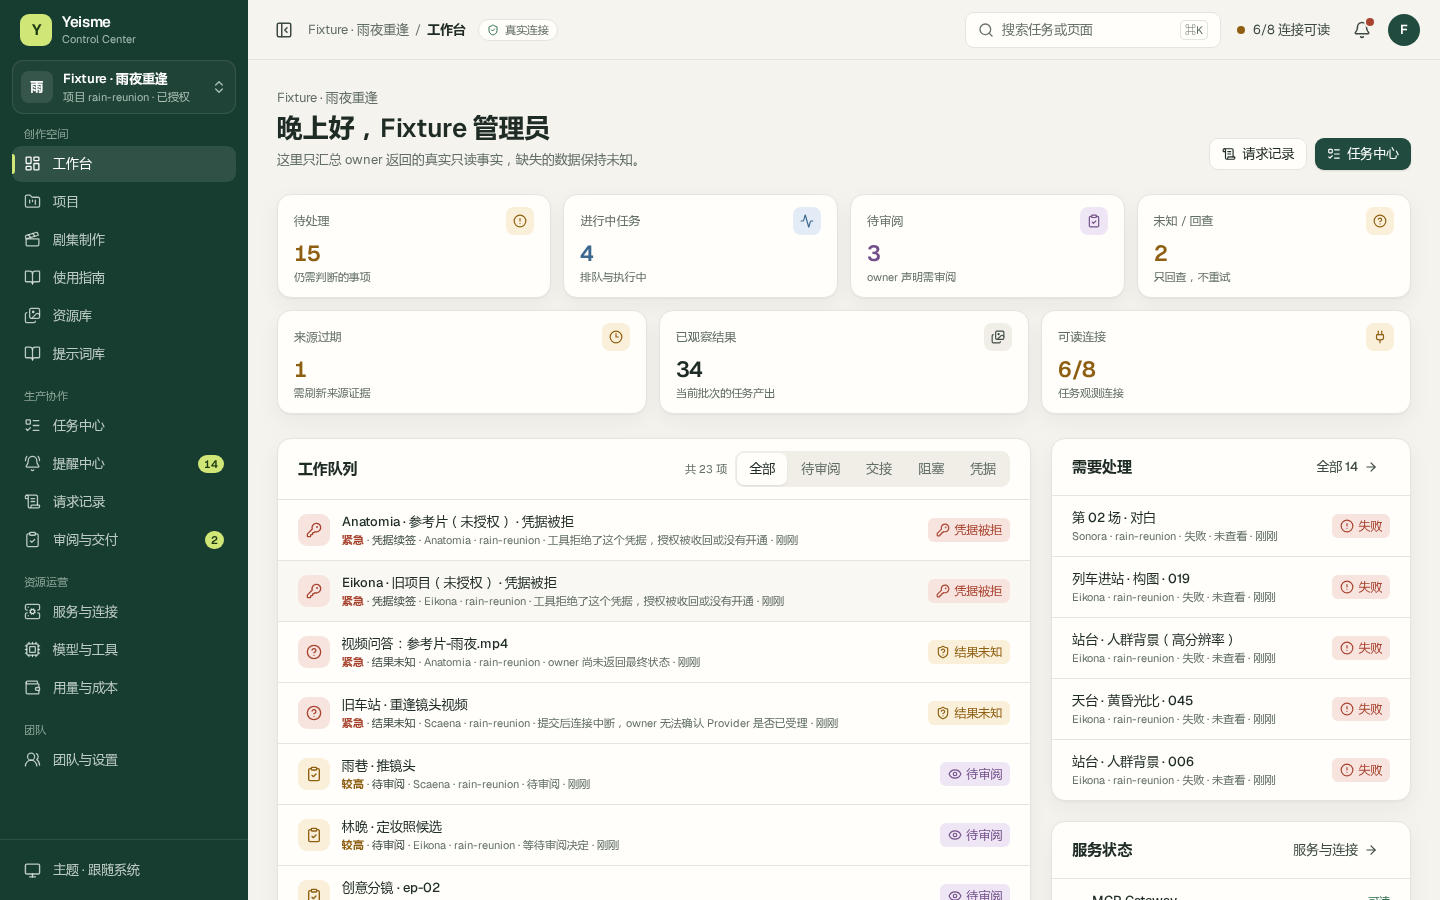 Y
Yeisme
Control Center
雨
Fixture · 雨夜重逢
项目 rain-reunion · 已授权
创作空间
工作台
项目
剧集制作
使用指南
资源库
提示词库
生产协作
任务中心
提醒中心 14
请求记录
审阅与交付 2
资源运营
服务与连接
模型与工具
用量与成本
团队
团队与设置
主题 · 跟随系统
Fixture · 雨夜重逢 / 工作台 真实连接
搜索任务或页面 ⌘K
6/8 连接可读
F
Fixture · 雨夜重逢
晚上好，Fixture 管理员
这里只汇总 owner 返回的真实只读事实，缺失的数据保持未知。
请求记录
任务中心
待处理
15
仍需判断的事项
进行中任务
4
排队与执行中
待审阅
3
owner 声明需审阅
未知 / 回查
2
只回查，不重试
来源过期
1
需刷新来源证据
已观察结果
34
当前批次的任务产出
可读连接
6/8
任务观测连接
工作队列
共 23 项 全部 待审阅 交接 阻塞 凭据
Anatomia · 参考片（未授权）· 凭据被拒
紧急 · 凭据续签 · Anatomia · rain-reunion · 工具拒绝了这个凭据，授权被收回或没有开通 · 刚刚
凭据被拒
Eikona · 旧项目（未授权）· 凭据被拒
紧急 · 凭据续签 · Eikona · rain-reunion · 工具拒绝了这个凭据，授权被收回或没有开通 · 刚刚
凭据被拒
视频问答：参考片-雨夜.mp4
紧急 · 结果未知 · Anatomia · rain-reunion · owner 尚未返回最终状态 · 刚刚
结果未知
旧车站 · 重逢镜头视频
紧急 · 结果未知 · Scaena · rain-reunion · 提交后连接中断，owner 无法确认 Provider 是否已受理 · 刚刚
结果未知
雨巷 · 推镜头
较高 · 待审阅 · Scaena · rain-reunion · 待审阅 · 刚刚
待审阅
林晚 · 定妆照候选
较高 · 待审阅 · Eikona · rain-reunion · 等待审阅决定 · 刚刚
待审阅
创意分镜 · ep-02
待审阅
需要处理
全部 14
第 02 场 · 对白
Sonora · rain-reunion · 失败 · 未查看 · 刚刚
失败
列车进站 · 构图 · 019
Eikona · rain-reunion · 失败 · 未查看 · 刚刚
失败
站台 · 人群背景（高分辨率）
Eikona · rain-reunion · 失败 · 未查看 · 刚刚
失败
天台 · 黄昏光比 · 045
Eikona · rain-reunion · 失败 · 未查看 · 刚刚
失败
站台 · 人群背景 · 006
Eikona · rain-reunion · 失败 · 未查看 · 刚刚
失败
服务状态
服务与连接
MCP Gateway
可读